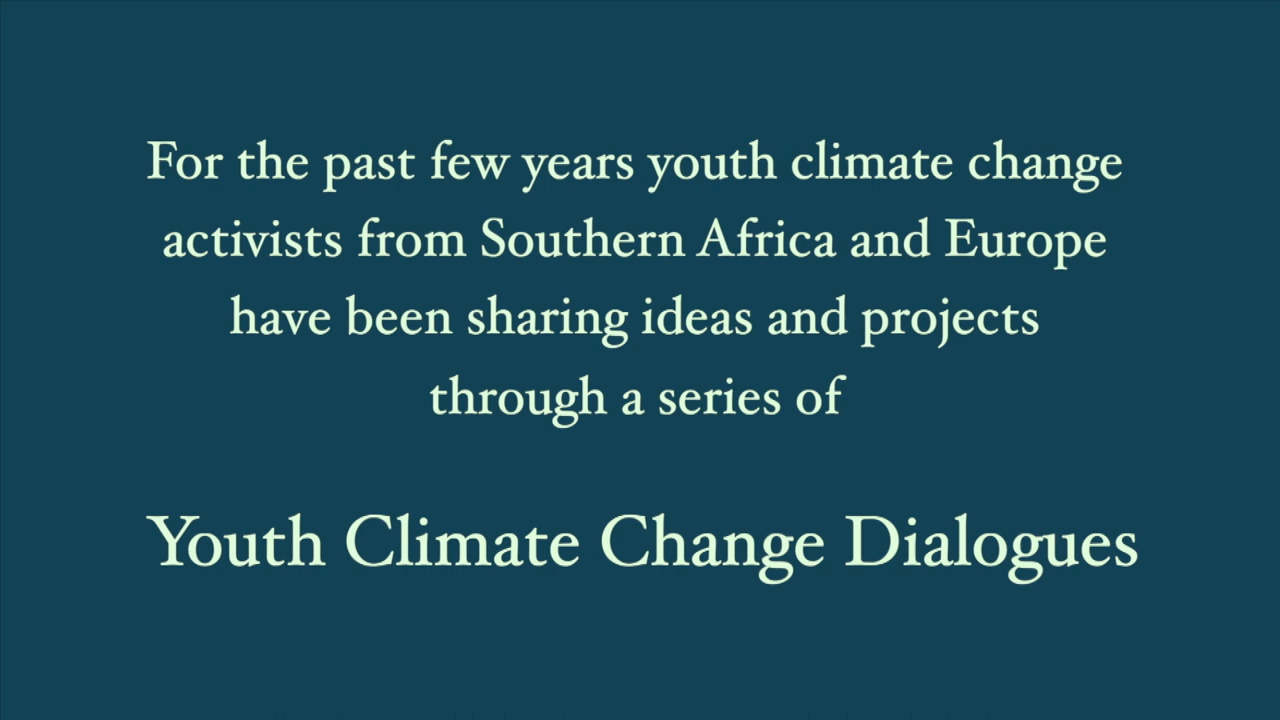 For the past few years youth climate change
activists from Southern Africa and Europe
have been sharing ideas and projects
through a series of
Youth Climate Change Dialogues